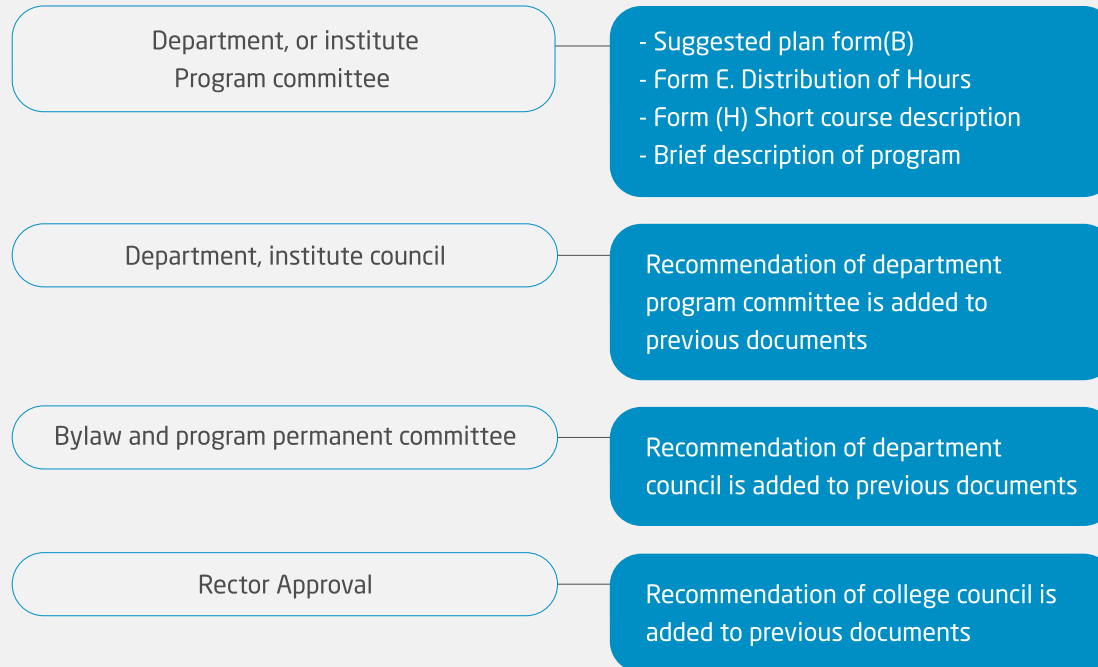 Department, or institute
Program committee
- Suggested plan form(B)
- Form E. Distribution of Hours
- Form (H) Short course description
- Brief description of program
Department, institute council
Recommendation of department
program committee is added to
previous documents
Bylaw and program permanent committee
Recommendation of department
council is added to previous documents
Rector Approval
Recommendation of college council is
added to previous documents